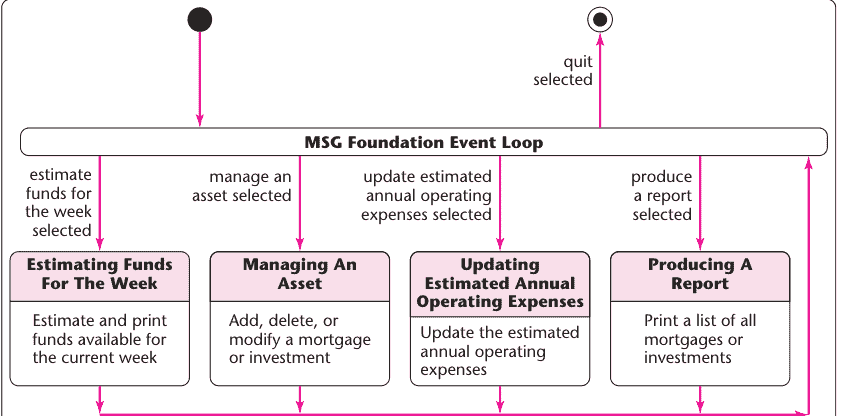 quit
selected
MSG Foundation Event Loop
estimate
funds for
the week
selected
manage an
asset selected
update estimated
annual operating
expenses selected
produce
a report
selected
Estimating Funds
For The Week
Estimate and print
funds available for
the current week
Managing An
Asset
Add, delete, or
modify a mortgage
or investment
Updating
Estimated Annual
Operating Expenses
Update the estimated
annual operating
expenses
Producing A
Report
Print a list of all
mortgages or
investments